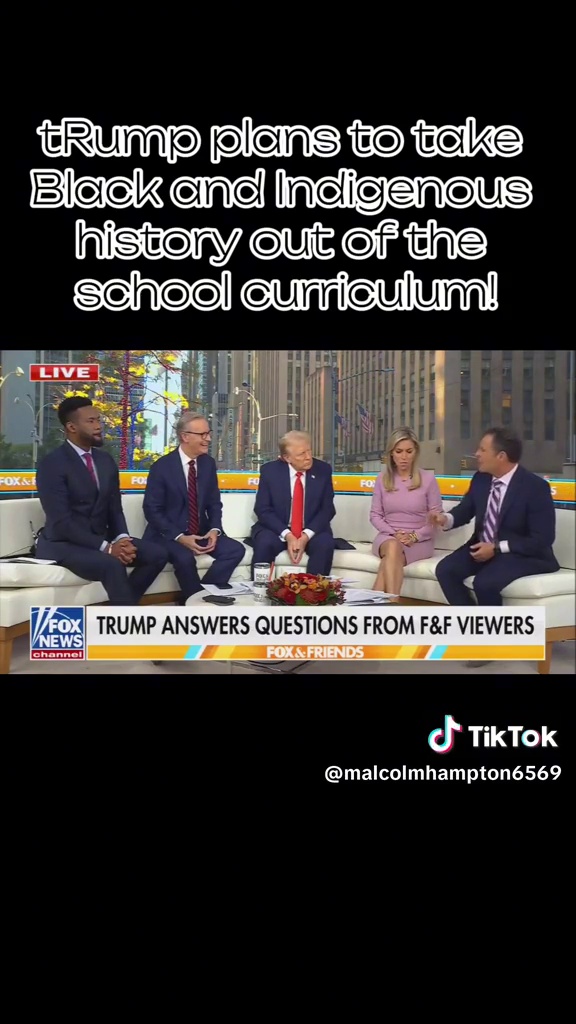 tRump plans to take
Black and Indigenous
history out of the
school curriculum!
LIVE
FOX&F
FOX NEWS channel
TRUMP ANSWERS QUESTIONS FROM F&F VIEWERS
FOX&FRIENDS
TikTok
@malcolmhampton6569